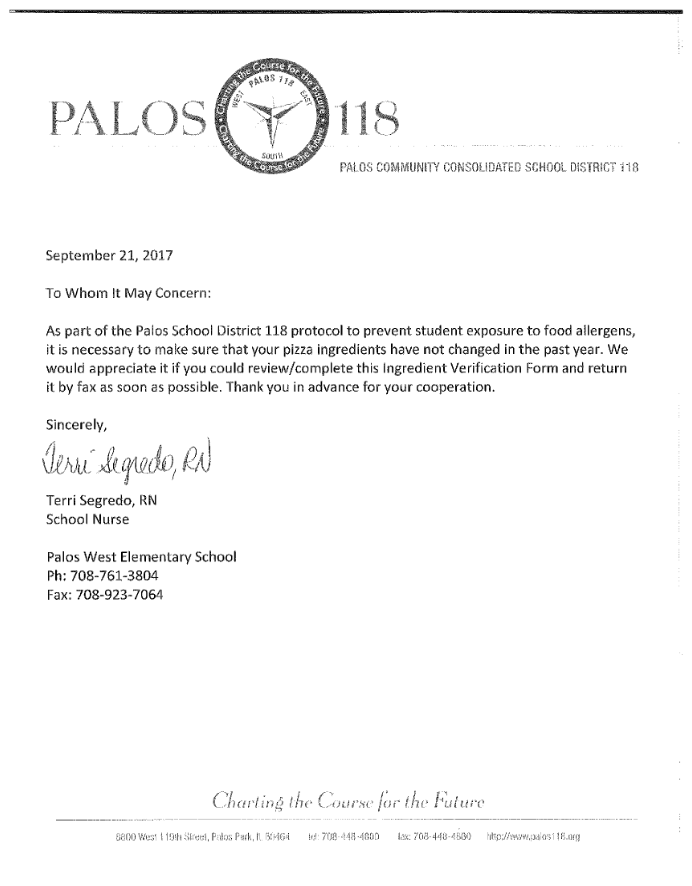 PALOS 118
Charting the Course for the Future
Charting the Course for the Future
PALOS 118
WEST
EAST
SOUTH
PALOS COMMUNITY CONSOLIDATED SCHOOL DISTRICT 118
September 21, 2017
To Whom It May Concern:
As part of the Palos School District 118 protocol to prevent student exposure to food allergens,
it is necessary to make sure that your pizza ingredients have not changed in the past year. We
would appreciate it if you could review/complete this Ingredient Verification Form and return
it by fax as soon as possible. Thank you in advance for your cooperation.
Sincerely,
Terri Segredo, RN
Terri Segredo, RN
School Nurse
Palos West Elementary School
Ph: 708-761-3804
Fax: 708-923-7064
Charting the Course for the Future
8800 West 119th Street, Palos Park, IL 60464 tel: 708-448-4800 fax: 708-448-4880 http://www.palos118.org